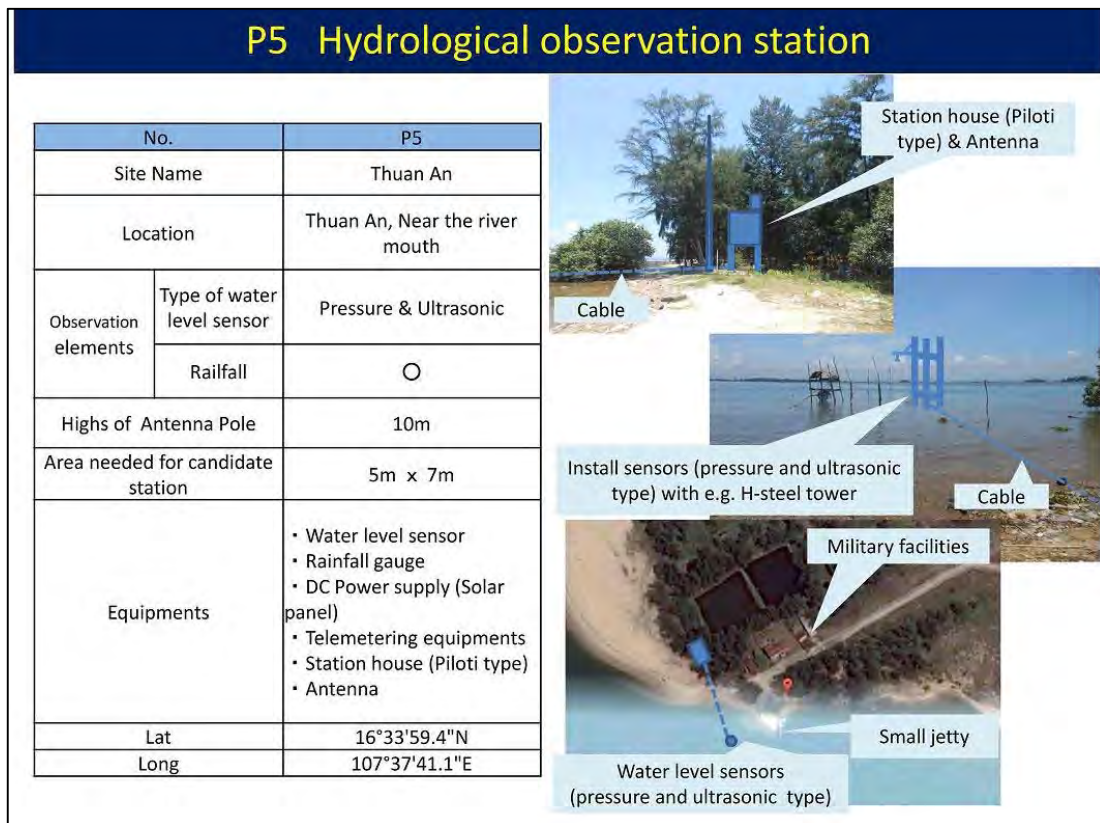 P5 Hydrological observation station
No.
P5
Site Name
Thuan An
Location
Thuan An, Near the river
mouth
Observation
elements
Type of water
level sensor
Pressure & Ultrasonic
Railfall
○
Highs of Antenna Pole
10m
Area needed for candidate
station
5m x 7m
Equipments
・Water level sensor
・Rainfall gauge
・DC Power supply (Solar
panel)
・Telemetering equipments
・Station house (Piloti type)
・Antenna
Lat
16°33'59.4"N
Long
107°37'41.1"E
Station house (Piloti
type) & Antenna
Cable
Install sensors (pressure and ultrasonic
type) with e.g. H-steel tower
Cable
Military facilities
Small jetty
Water level sensors
(pressure and ultrasonic type)